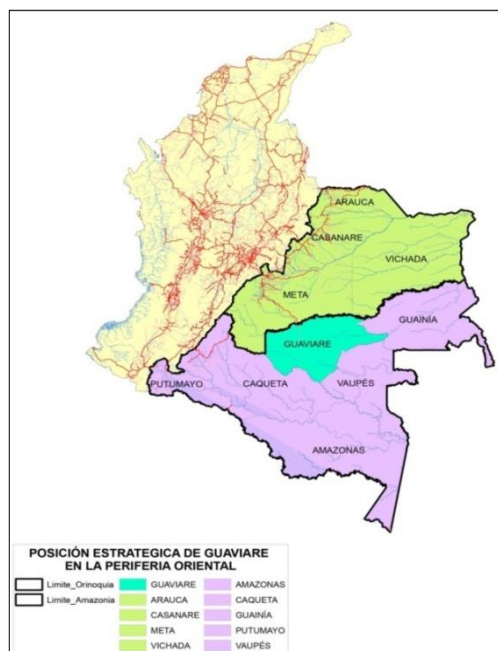 ARAUCA
CASANARE
VICHADA
META
GUAINÍA
GUAVIARE
PUTUMAYO
CAQUETA
VAUPÉS
AMAZONAS
POSICIÓN ESTRATEGICA DE GUAVIARE
EN LA PERIFERIA ORIENTAL
Limite_Orinoquia
GUAVIARE
AMAZONAS
Limite_Amazonia
ARAUCA
CAQUETA
CASANARE
GUAINÍA
META
PUTUMAYO
VICHADA
VAUPÉS